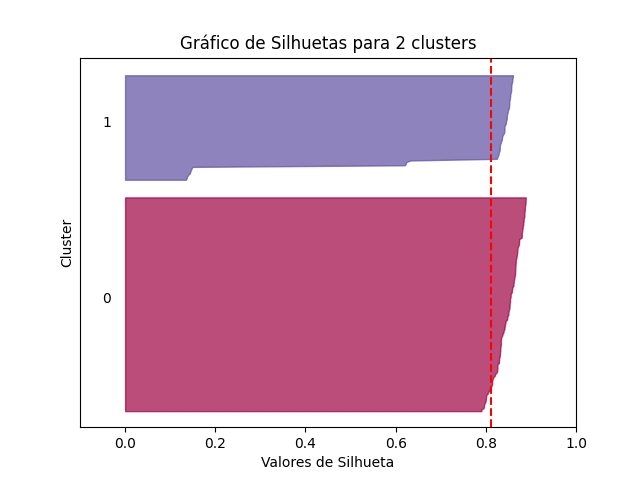 Gráfico de Silhuetas para 2 clusters
1
0
Cluster
0.0 0.2 0.4 0.6 0.8 1.0
Valores de Silhueta